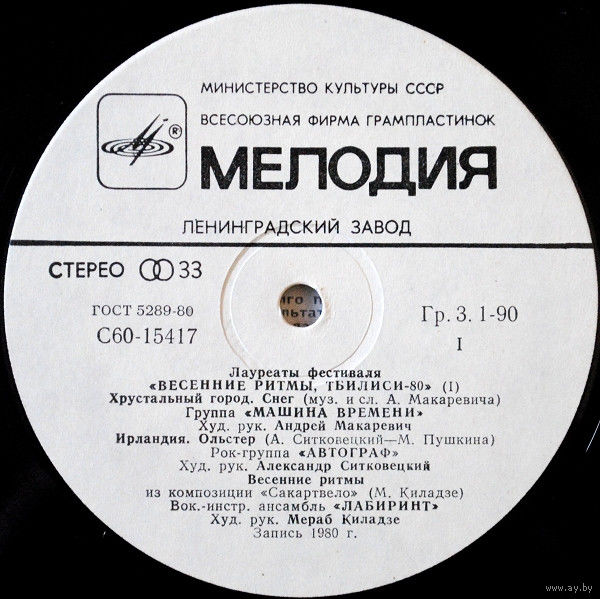 МИНИСТЕРСТВО КУЛЬТУРЫ СССР
ВСЕСОЮЗНАЯ ФИРМА ГРАМПЛАСТИНОК
®
МЕЛОДИЯ
ЛЕНИНГРАДСКИЙ ЗАВОД
СТЕРЕО 33
ГОСТ 5289-80
С60-15417
Гр. 3. 1-90
I
Лауреаты фестиваля
«ВЕСЕННИЕ РИТМЫ, ТБИЛИСИ-80» (I)
Хрустальный город. Снег (муз. и сл. А. Макаревича)
Группа «МАШИНА ВРЕМЕНИ»
Худ. рук. Андрей Макаревич
Ирландия. Ольстер (А. Ситковецкий—М. Пушкина)
Рок-группа «АВТОГРАФ»
Худ. рук. Александр Ситковецкий
Весенние ритмы
из композиции «Сакартвело» (М. Киладзе)
Вок.-инстр. ансамбль «ЛАБИРИНТ»
Худ. рук. Мераб Киладзе
Запись 1980 г.
www.ay.by